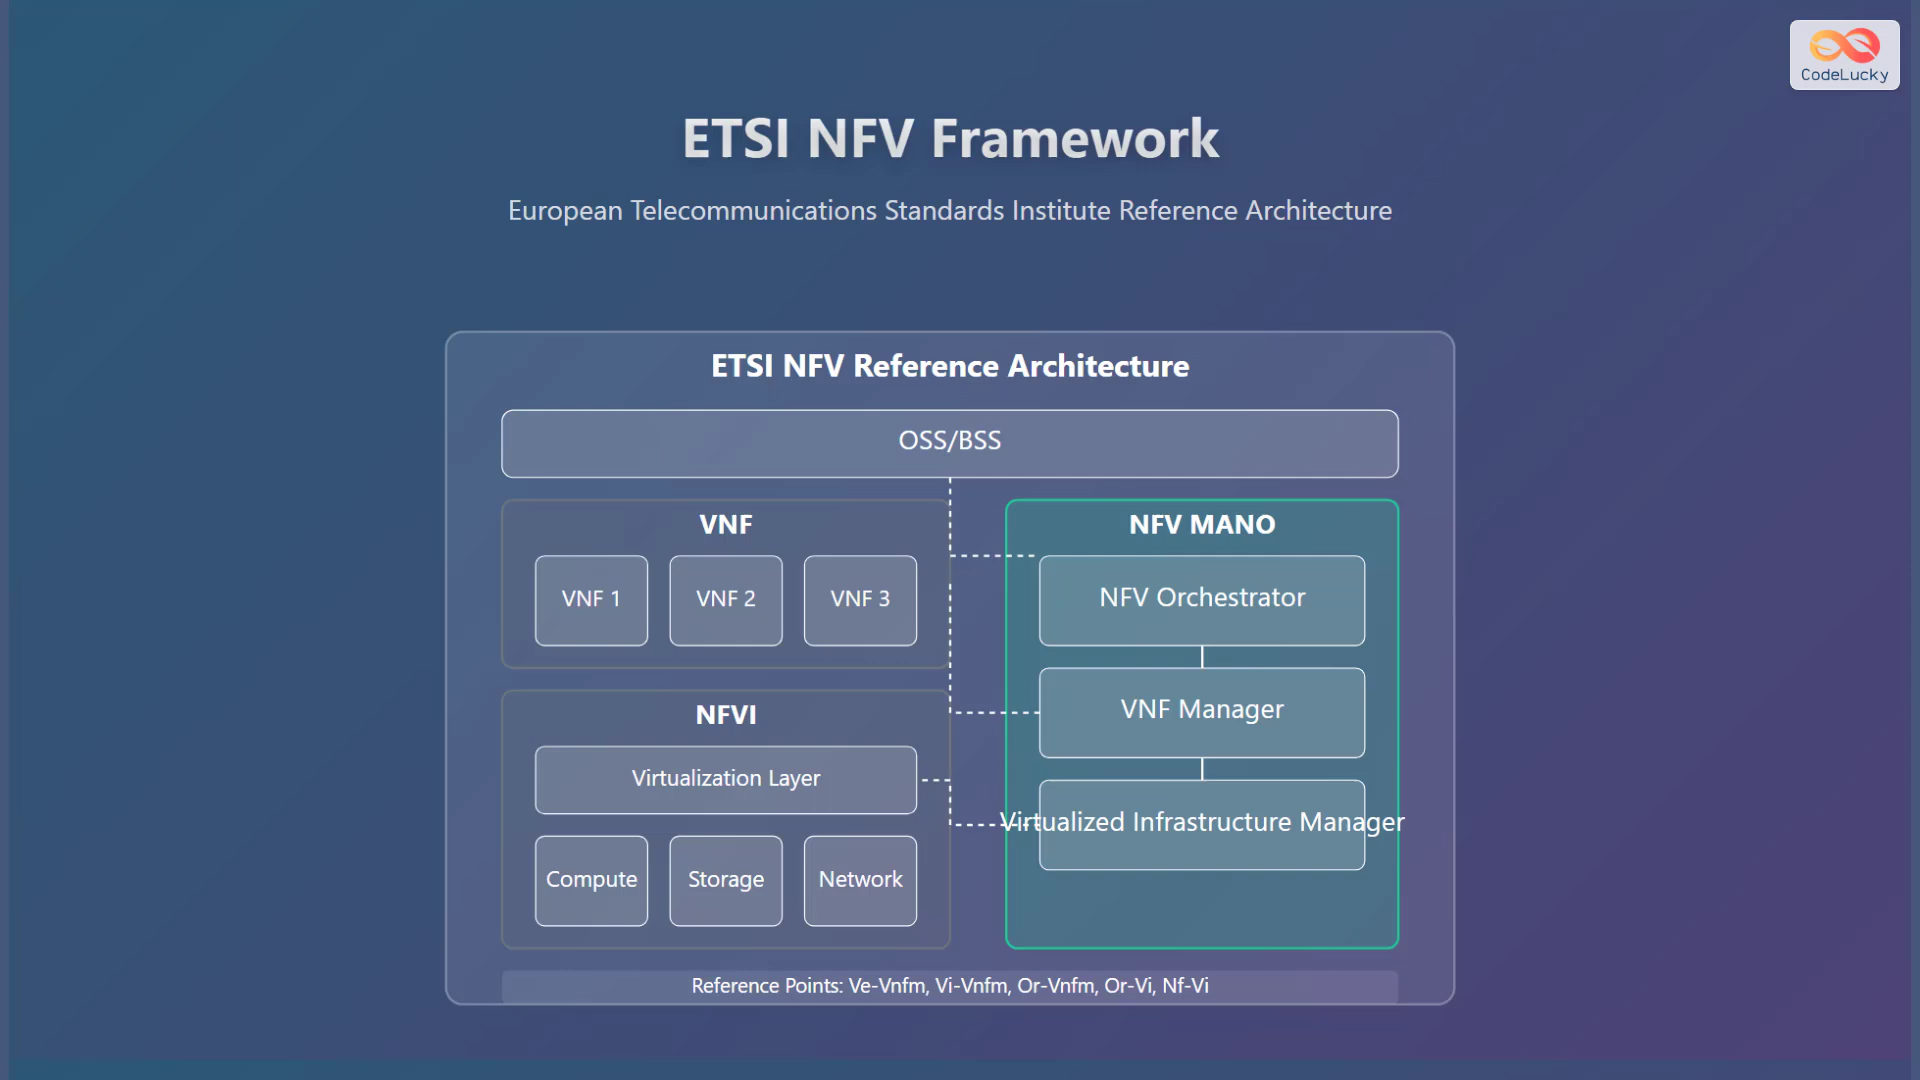 CodeLucky
ETSI NFV Framework
European Telecommunications Standards Institute Reference Architecture
ETSI NFV Reference Architecture
OSS/BSS
VNF
VNF 1
VNF 2
VNF 3
NFVI
Virtualization Layer
Compute
Storage
Network
NFV MANO
NFV Orchestrator
VNF Manager
Virtualized Infrastructure Manager
Reference Points: Ve-Vnfm, Vi-Vnfm, Or-Vnfm, Or-Vi, Nf-Vi